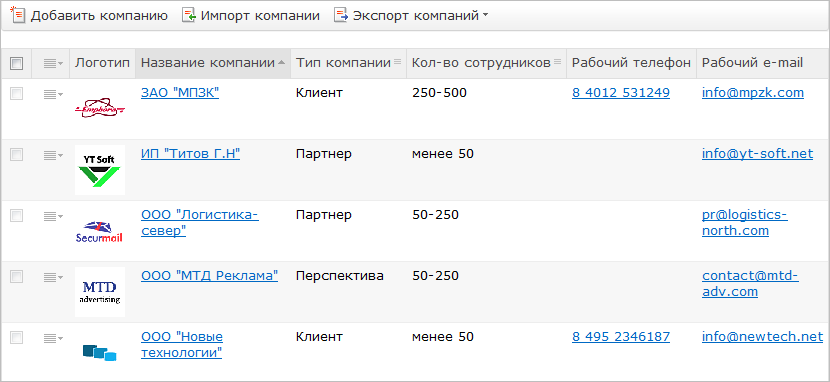 Добавить компанию Импорт компании Экспорт компаний
Логотип Название компании Тип компании Кол-во сотрудников Рабочий телефон Рабочий e-mail
Emphora ЗАО "МПЗК" Клиент 250-500 8 4012 531249 info@mpzk.com
YT Soft ИП "Титов Г.Н" Партнер менее 50 info@yt-soft.net
Securmail ООО "Логистика- Партнер 50-250 pr@logistics-
север" north.com
MTD ООО "МТД Реклама" Перспектива 50-250 contact@mtd-
advertising adv.com
ООО "Новые Клиент менее 50 8 495 2346187 info@newtech.net
технологии"